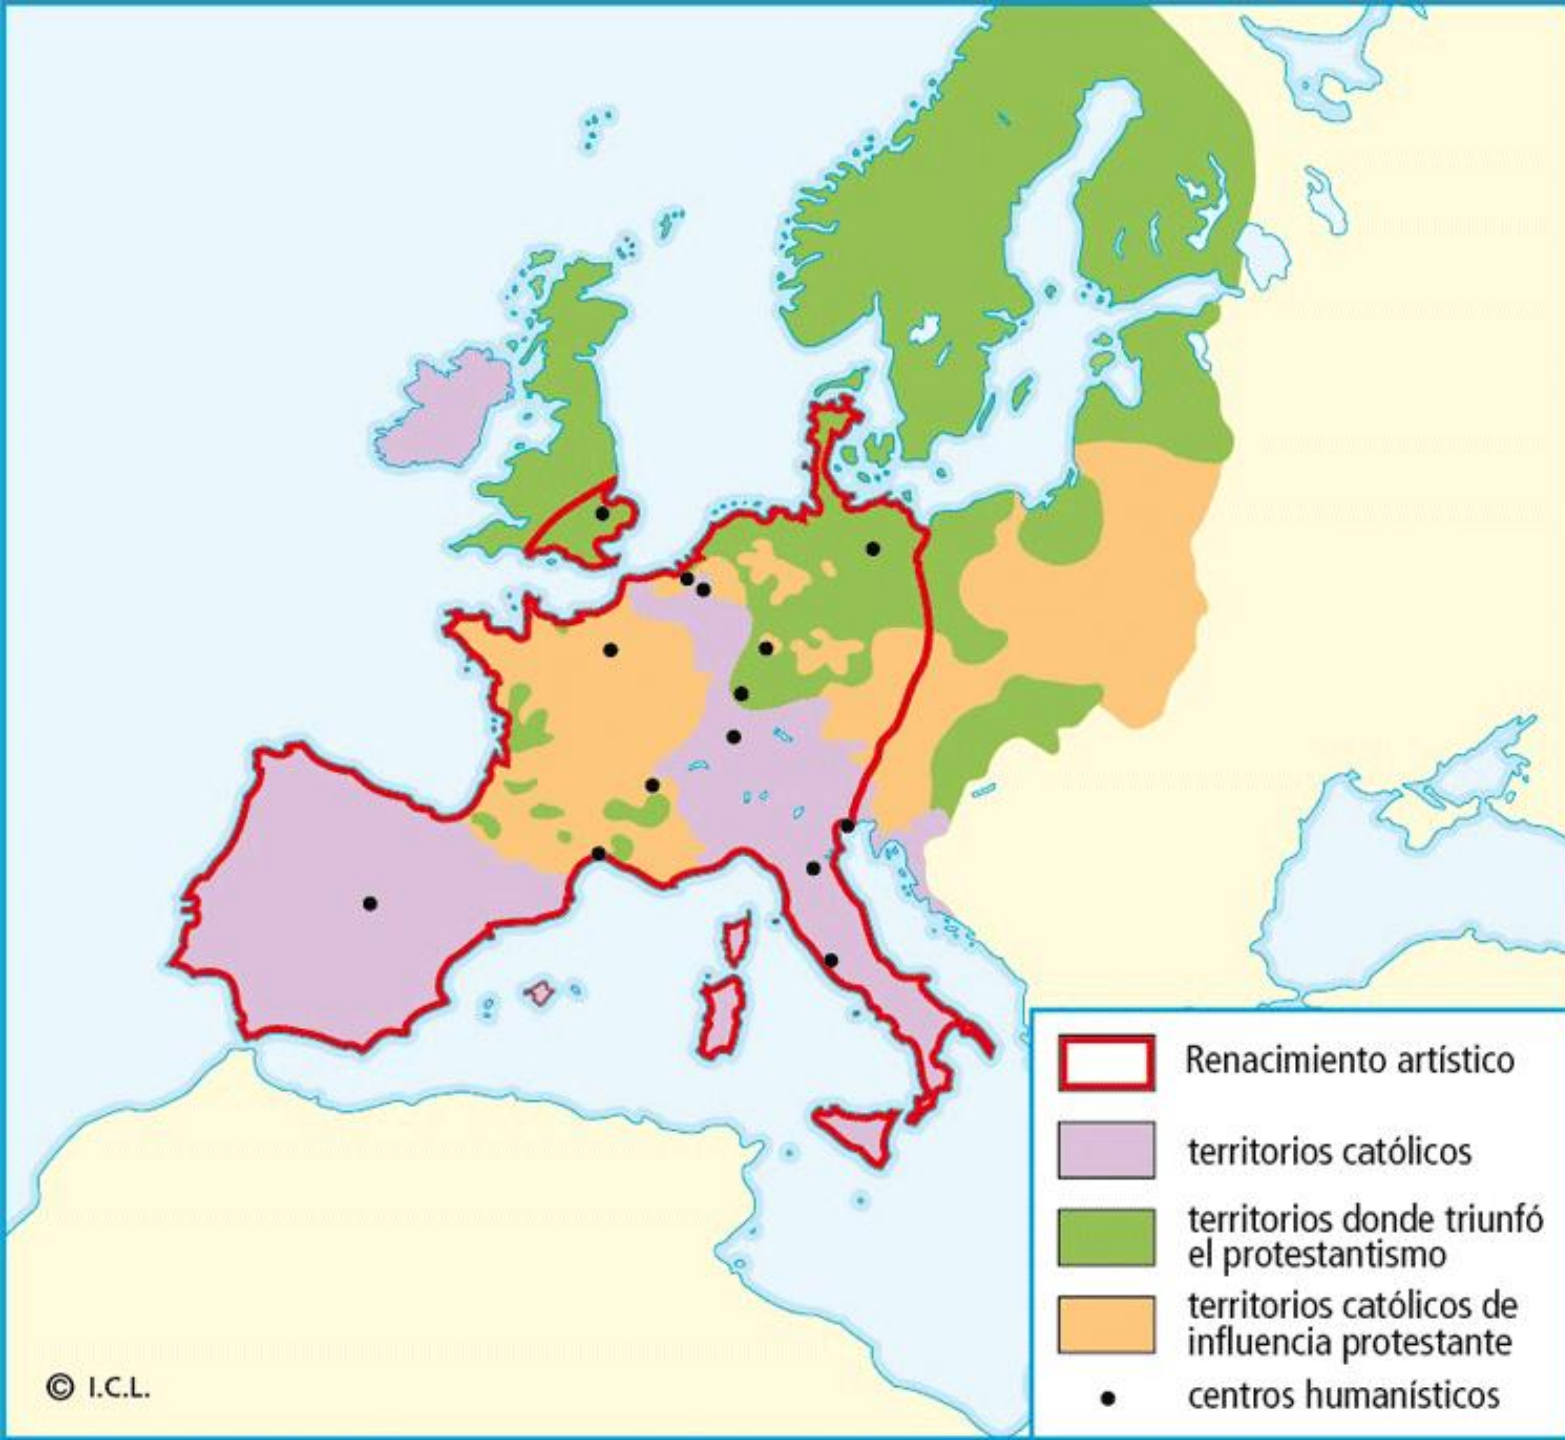 Renacimiento artístico
territorios católicos
territorios donde triunfó
el protestantismo
territorios católicos de
influencia protestante
centros humanísticos
© I.C.L.